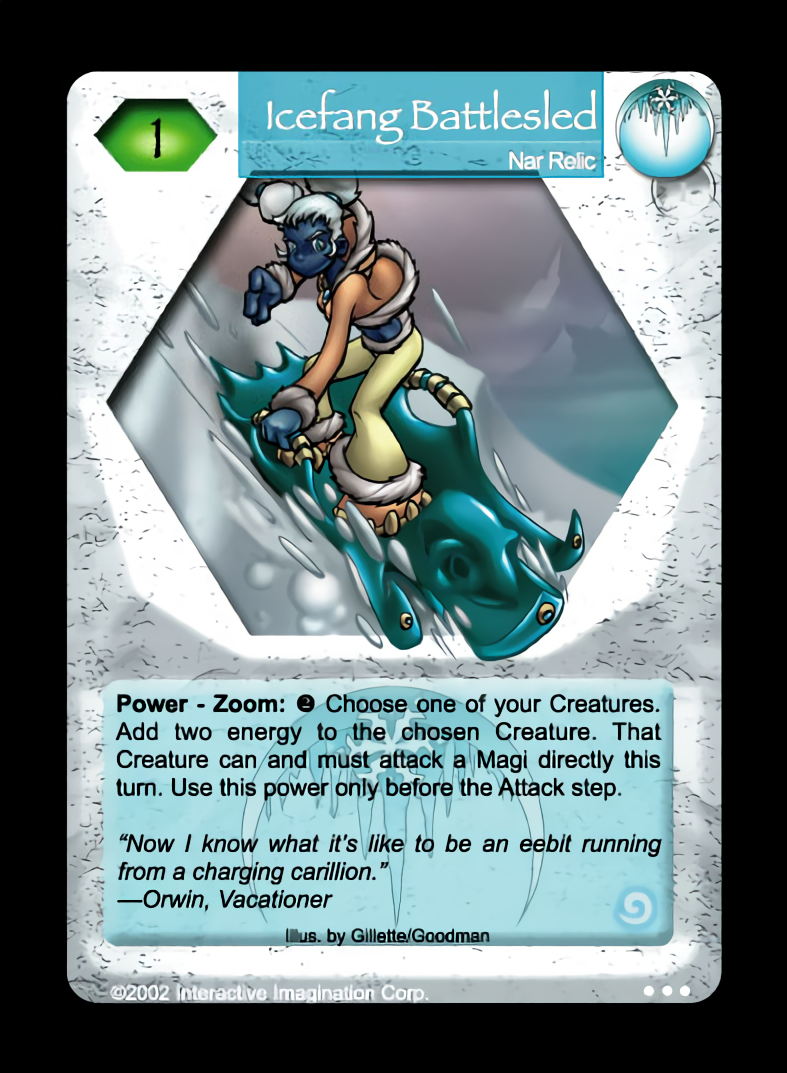 1
Icefang Battlesled
Nar Relic
Power - Zoom: ❷ Choose one of your Creatures.
Add two energy to the chosen Creature. That
Creature can and must attack a Magi directly this
turn. Use this power only before the Attack step.
“Now I know what it's like to be an eebit running
from a charging carillion.”
—Orwin, Vacationer
Illus. by Gillette/Goodman
©2002 Interactive Imagination Corp.